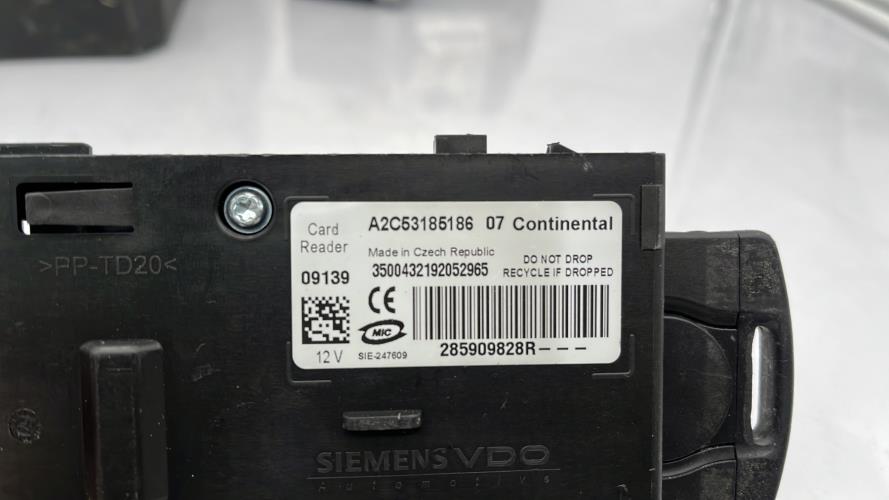 Card Reader
A2C53185186 07 Continental
Made in Czech Republic
DO NOT DROP
RECYCLE IF DROPPED
09139
3500432192052965
CE
MIC
12 V
SIE-247609
285909828R---
>PP-TD20<
SIEMENS VDO
Automotive